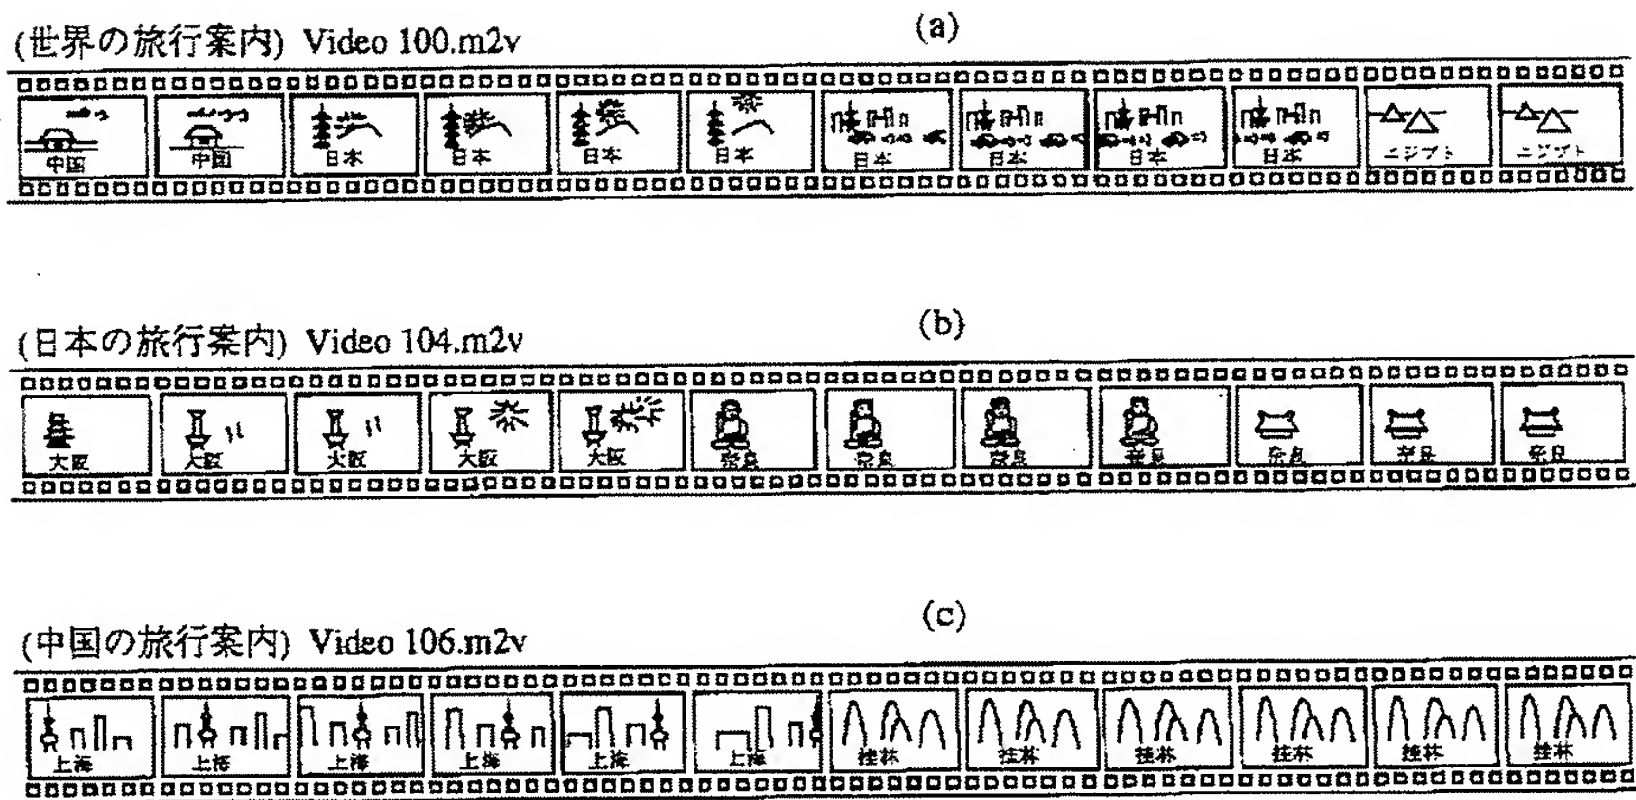 (a)
(世界の旅行案内) Video 100.m2v
中国 中国 日本 日本 日本 日本 日本 日本 日本 日本 エジプト エジプト
(b)
(日本の旅行案内) Video 104.m2v
大阪 大阪 大阪 大阪 大阪 奈良 奈良 奈良 奈良 奈良 奈良 奈良
(c)
(中国の旅行案内) Video 106.m2v
上海 上海 上海 上海 上海 上海 桂林 桂林 桂林 桂林 桂林 桂林